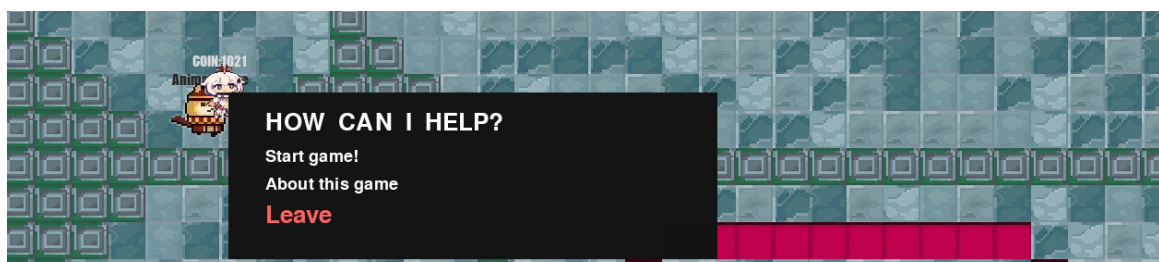 COIN:1021
HOW CAN I HELP?
Start game!
About this game
Leave